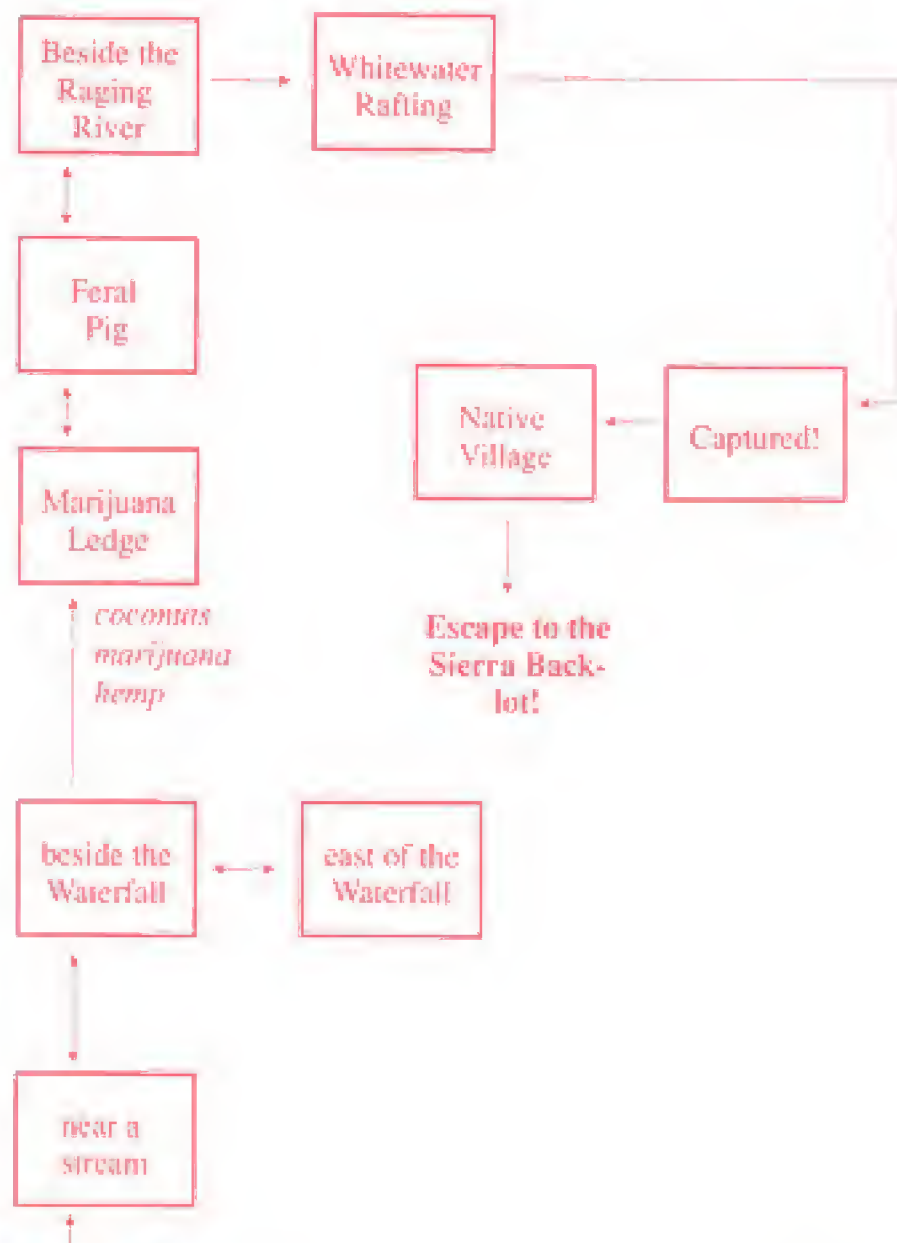 Beside the
Raging
River
Whitewater
Rafting
Feral
Pig
Native
Village
Captured!
Marijuana
Ledge
coconuts
marijuana
hemp
Escape to the
Sierra Back-
lot!
beside the
Waterfall
east of the
Waterfall
near a
stream